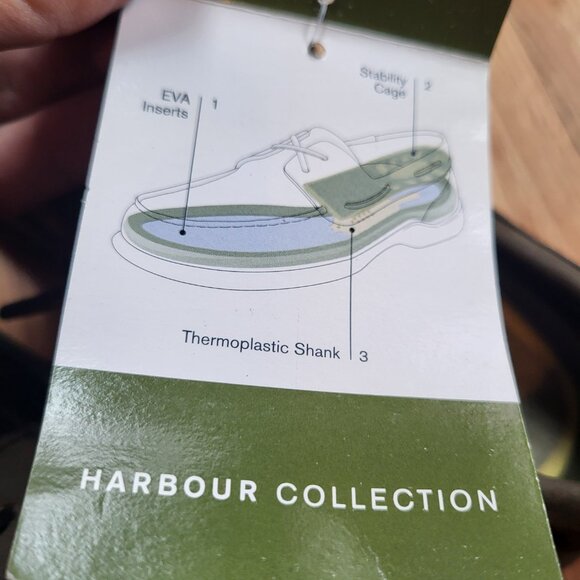 EVA
Inserts
1
Stability
Cage
2
Thermoplastic Shank
3
HARBOUR COLLECTION